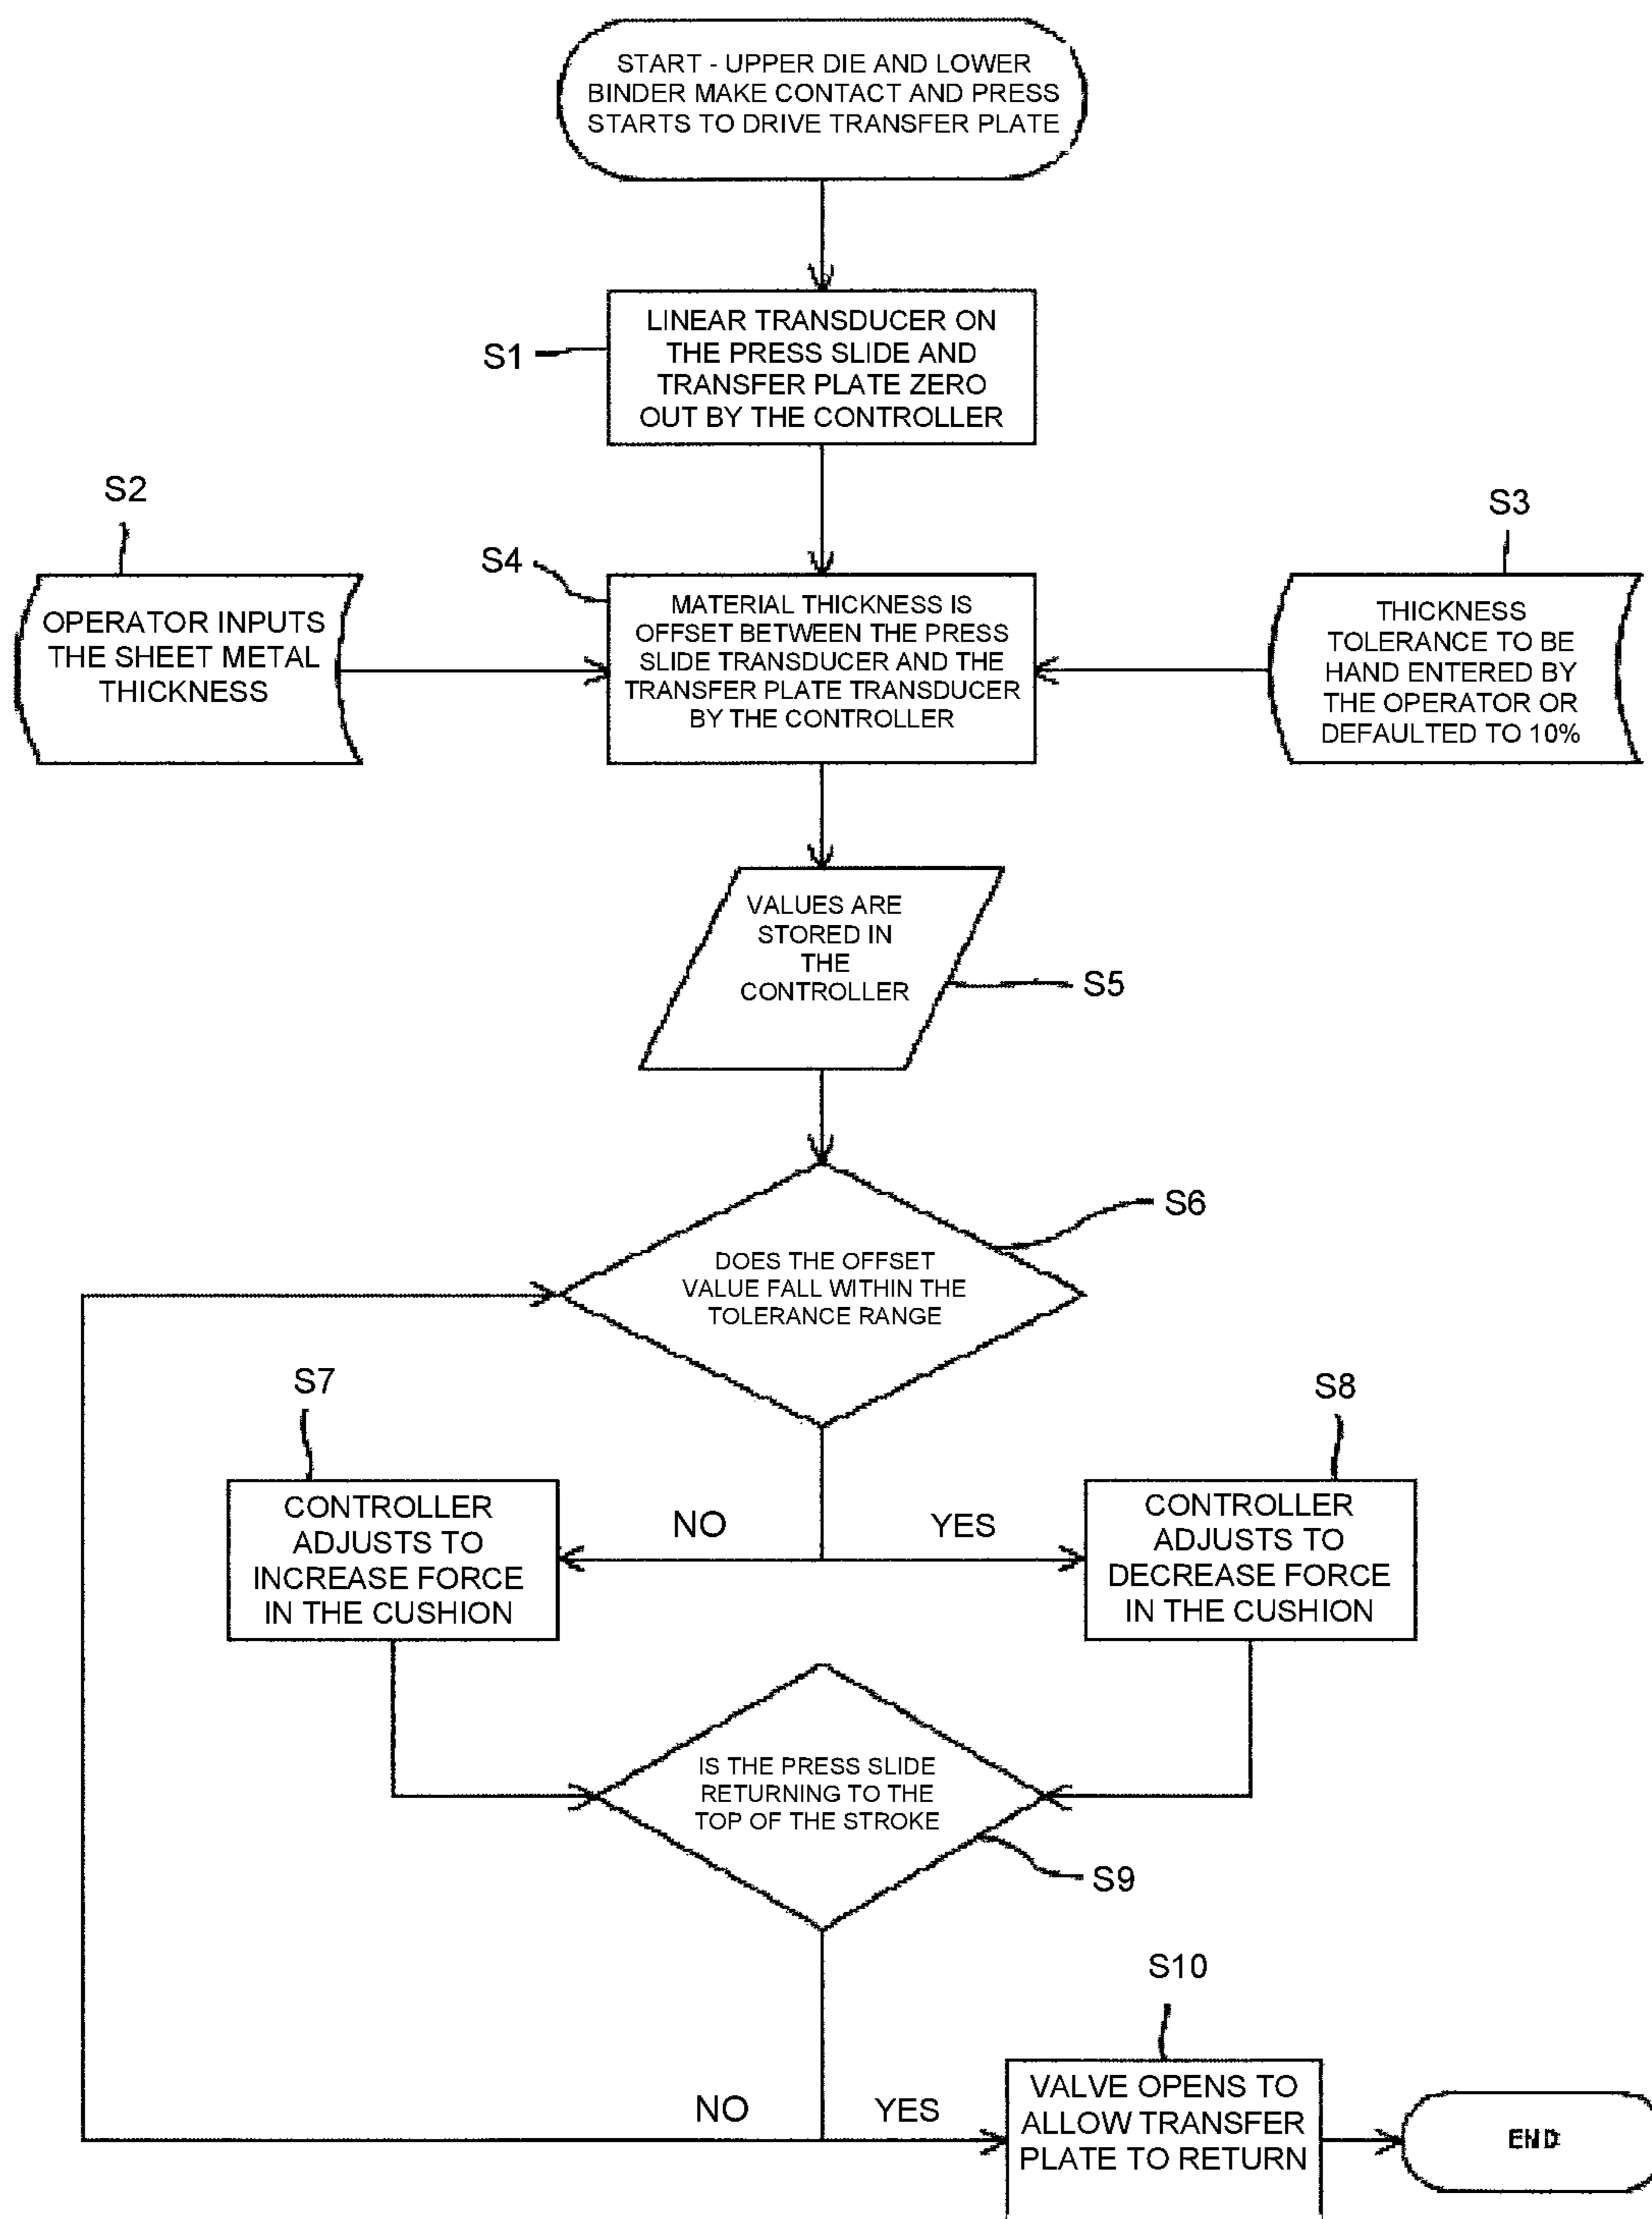 START - UPPER DIE AND LOWER
BINDER MAKE CONTACT AND PRESS
STARTS TO DRIVE TRANSFER PLATE
S1
LINEAR TRANSDUCER ON
THE PRESS SLIDE AND
TRANSFER PLATE ZERO
OUT BY THE CONTROLLER
S2
OPERATOR INPUTS
THE SHEET METAL
THICKNESS
S3
THICKNESS
TOLERANCE TO BE
HAND ENTERED BY
THE OPERATOR OR
DEFAULTED TO 10%
S4
MATERIAL THICKNESS IS
OFFSET BETWEEN THE PRESS
SLIDE TRANSDUCER AND THE
TRANSFER PLATE TRANSDUCER
BY THE CONTROLLER
VALUES ARE
STORED IN
THE
CONTROLLER
S5
S6
DOES THE OFFSET
VALUE FALL WITHIN THE
TOLERANCE RANGE
NO
YES
S7
CONTROLLER
ADJUSTS TO
INCREASE FORCE
IN THE CUSHION
S8
CONTROLLER
ADJUSTS TO
DECREASE FORCE
IN THE CUSHION
IS THE PRESS SLIDE
RETURNING TO THE
TOP OF THE STROKE
S9
NO
YES
S10
VALVE OPENS TO
ALLOW TRANSFER
PLATE TO RETURN
END